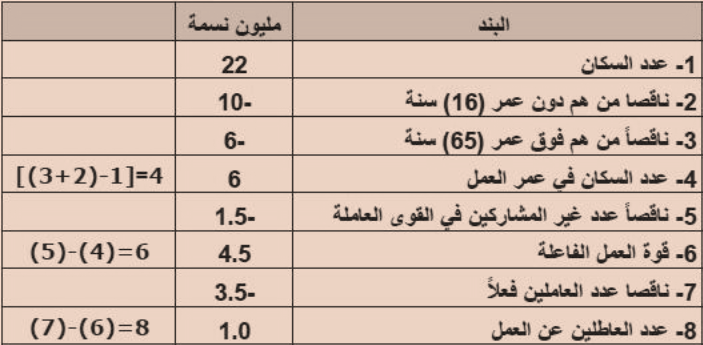 البند مليون نسمة
1- عدد السكان 22
2- ناقصا من هم دون عمر (16) سنة 10-
3- ناقصاً من هم فوق عمر (65) سنة 6-
4- عدد السكان في عمر العمل 6 [(3+2)-1]=4
5- ناقصاً عدد غير المشاركين في القوى العاملة 1.5-
6- قوة العمل الفاعلة 4.5 (5)-(4)=6
7- ناقصا عدد العاملين فعلاً 3.5-
8- عدد العاطلين عن العمل 1.0 (7)-(6)=8